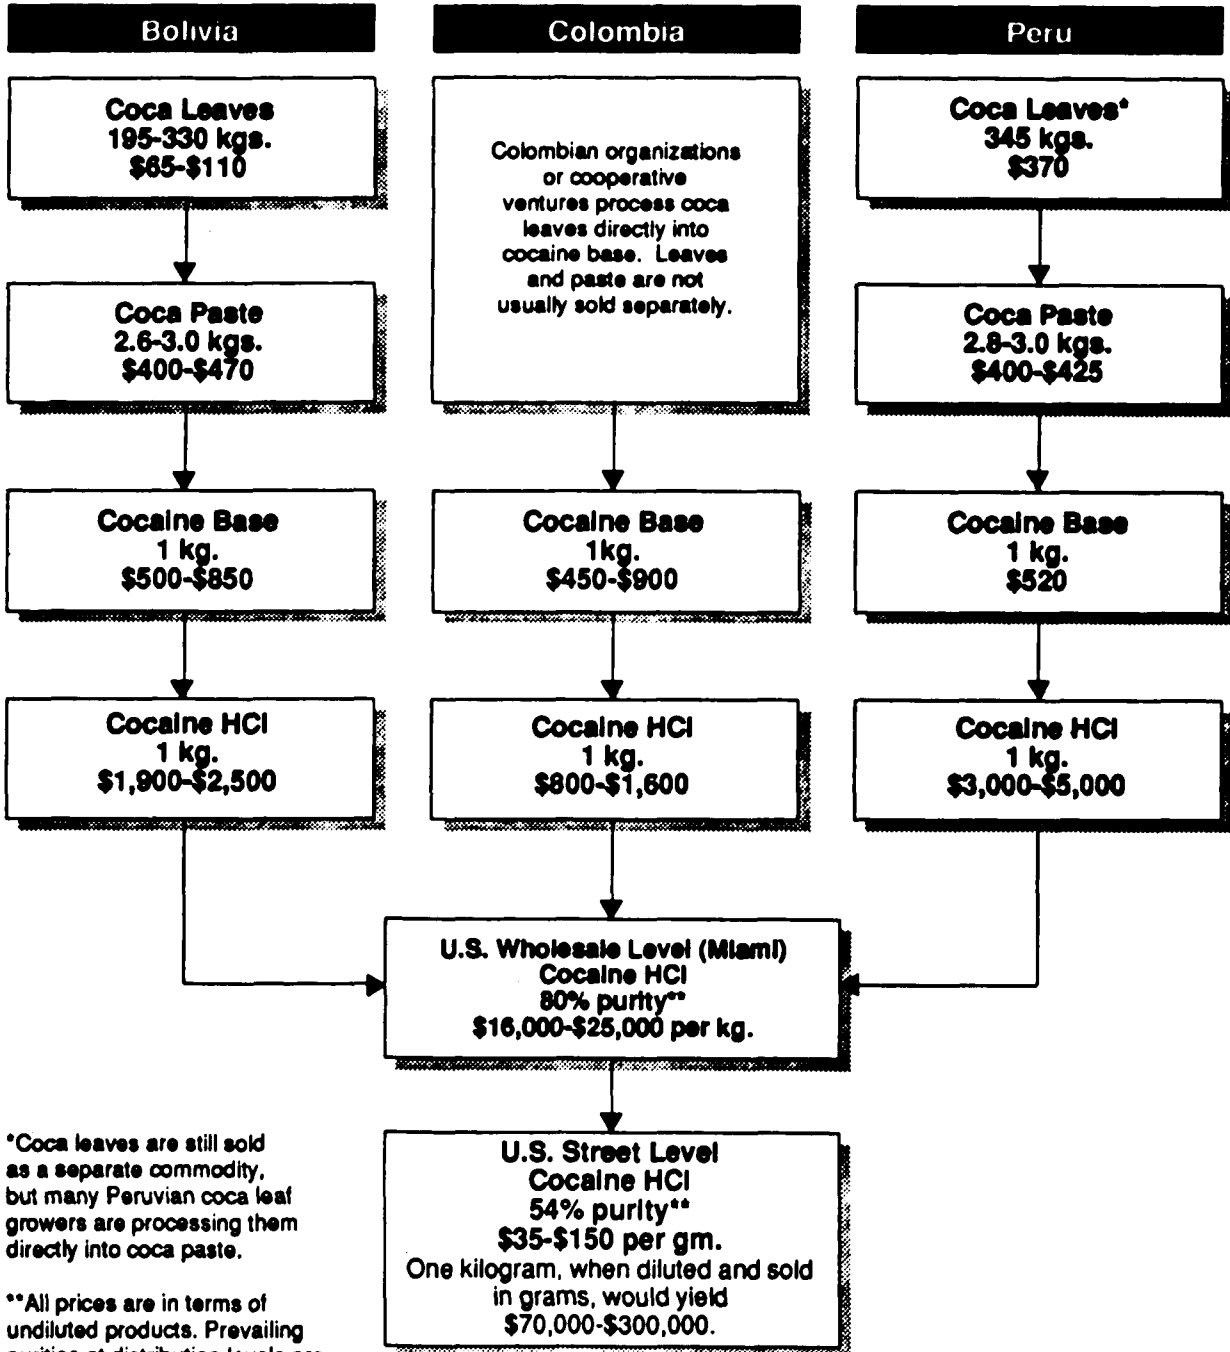 Bolivia
Coca Leaves
195-330 kgs.
$65-$110
Coca Paste
2.6-3.0 kgs.
$400-$470
Cocaine Base
1 kg.
$500-$850
Cocaine HCl
1 kg.
$1,900-$2,500
Colombia
Colombian organizations
or cooperative
ventures process coca
leaves directly into
cocaine base. Leaves
and paste are not
usually sold separately.
Cocaine Base
1kg.
$450-$900
Cocaine HCl
1 kg.
$800-$1,600
Peru
Coca Leaves*
345 kgs.
$370
Coca Paste
2.8-3.0 kgs.
$400-$425
Cocaine Base
1 kg.
$520
Cocaine HCl
1 kg.
$3,000-$5,000
U.S. Wholesale Level (Miami)
Cocaine HCl
80% purity**
$16,000-$25,000 per kg.
U.S. Street Level
Cocaine HCl
54% purity**
$35-$150 per gm.
One kilogram, when diluted and sold
in grams, would yield
$70,000-$300,000.
*Coca leaves are still sold
as a separate commodity,
but many Peruvian coca leaf
growers are processing them
directly into coca paste.
**All prices are in terms of
undiluted products. Prevailing
purities at distribution levels are